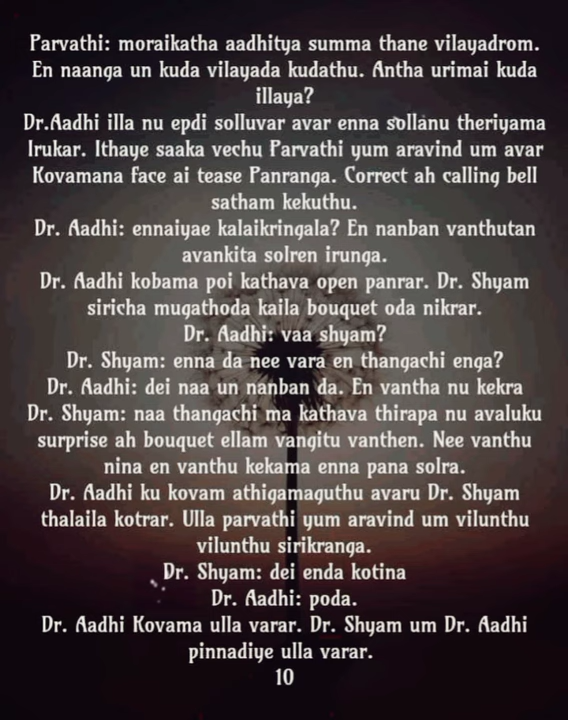 Parvathi: moraikatha aadhitya summa thane vilayadrom.
En naanga un kuda vilayada kudathu. Antha urimai kuda
illaya?
Dr.Aadhi illa nu epdi solluvar avar enna sollanu theriyama
Irukar. Ithaye saaka vechu Parvathi yum aravind um avar
Kovamana face ai tease Panranga. Correct ah calling bell
satham kekuthu.
Dr. Aadhi: ennaiyae kalaikringala? En nanban vanthutan
avankita solren irunga.
Dr. Aadhi kobama poi kathava open panrar. Dr. Shyam
siricha mugathoda kaila bouquet oda nikrar.
Dr. Aadhi: vaa shyam?
Dr. Shyam: enna da nee vara en thangachi enga?
Dr. Aadhi: dei naa un nanban da. En vantha nu kekra
Dr. Shyam: naa thangachi ma kathava thirapa nu avaluku
surprise ah bouquet ellam vangitu vanthen. Nee vanthu
nina en vanthu kekama enna pana solra.
Dr. Aadhi ku kovam athigamaguthu avaru Dr. Shyam
thalaila kotrar. Ulla parvathi yum aravind um vilunthu
vilunthu sirikranga.
Dr. Shyam: dei enda kotina
Dr. Aadhi: poda.
Dr. Aadhi Kovama ulla varar. Dr. Shyam um Dr. Aadhi
pinnadiye ulla varar.
10